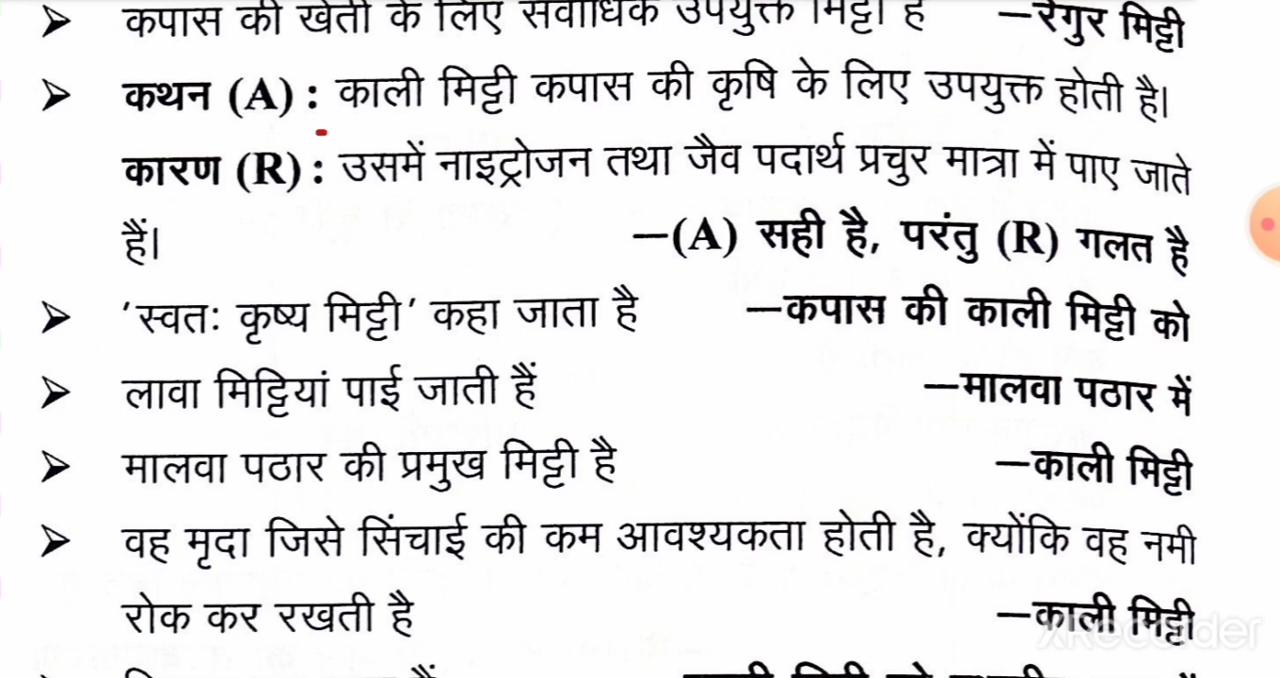 ➤ कपास की खेती के लिए सर्वाधिक उपयुक्त मिट्टी है –रेगुर मिट्टी
➤ कथन (A) : काली मिट्टी कपास की कृषि के लिए उपयुक्त होती है।
कारण (R) : उसमें नाइट्रोजन तथा जैव पदार्थ प्रचुर मात्रा में पाए जाते
हैं। –(A) सही है, परंतु (R) गलत है
➤ 'स्वतः कृष्य मिट्टी' कहा जाता है –कपास की काली मिट्टी को
➤ लावा मिट्टियां पाई जाती हैं –मालवा पठार में
➤ मालवा पठार की प्रमुख मिट्टी है –काली मिट्टी
➤ वह मृदा जिसे सिंचाई की कम आवश्यकता होती है, क्योंकि वह नमी
रोक कर रखती है –काली मिट्टी
XRecorder